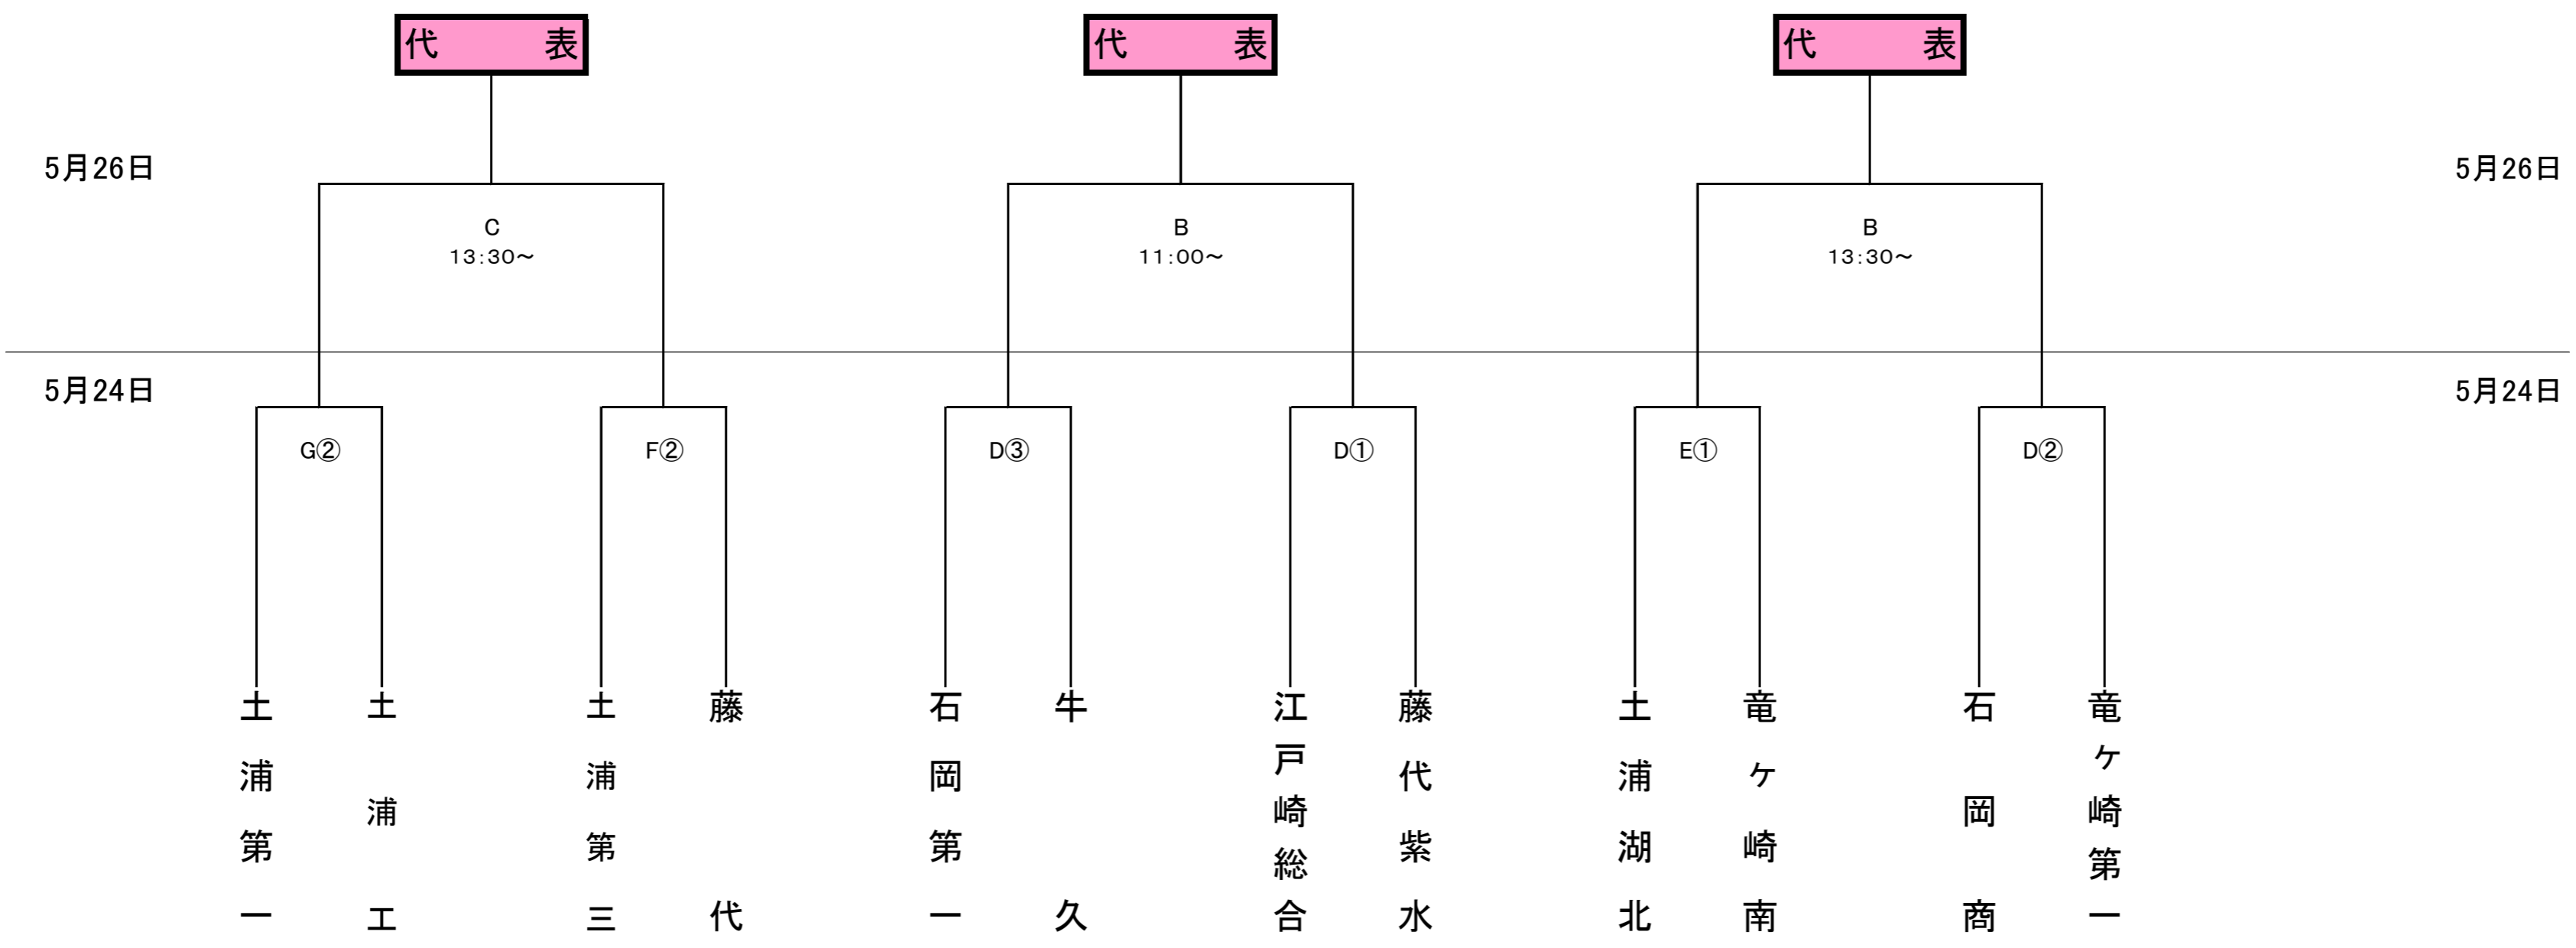 代 表
代 表
代 表
5月26日
5月26日
C
13:30～
B
11:00～
B
13:30～
5月24日
5月24日
G②
F②
D③
D①
E①
D②
土浦第一
土浦工
土浦第三
藤代
石岡第一
牛久
江戸崎総合
藤代紫水
土浦湖北
竜ヶ崎南
石岡商
竜ヶ崎第一